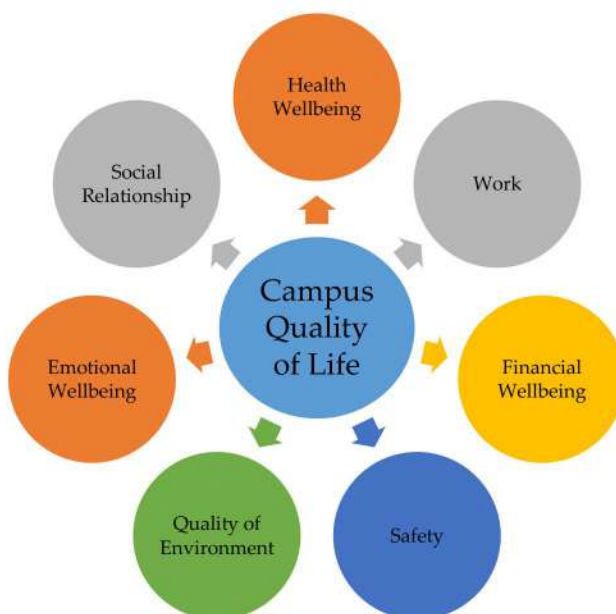 Health
Wellbeing
Social
Relationship
Work
Campus
Quality
of Life
Emotional
Wellbeing
Financial
Wellbeing
Quality of
Environment
Safety